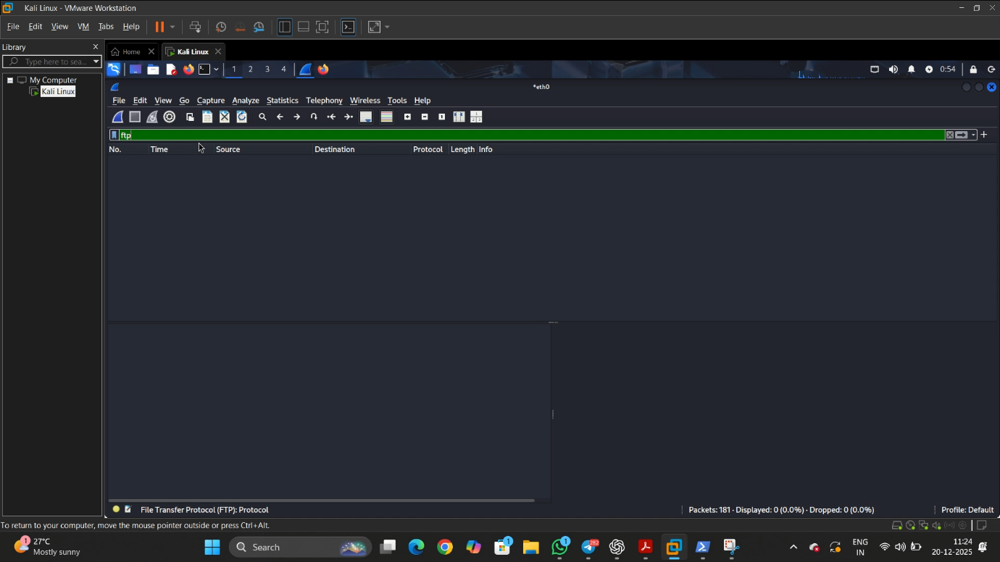 Kali Linux - VMware Workstation
File Edit View VM Tabs Help
Library
Type here to sea...
Home
Kali Linux
My Computer
Kali Linux
1 2 3 4
0:54
*eth0
File Edit View Go Capture Analyze Statistics Telephony Wireless Tools Help
ftp
No. Time Source Destination Protocol Length Info
File Transfer Protocol (FTP): Protocol
Packets: 181 · Displayed: 0 (0.0%) · Dropped: 0 (0.0%)
Profile: Default
To return to your computer, move the mouse pointer outside or press Ctrl+Alt.
1
27°C
Mostly sunny
Search
1
1
282
ENG
IN
11:24
20-12-2025